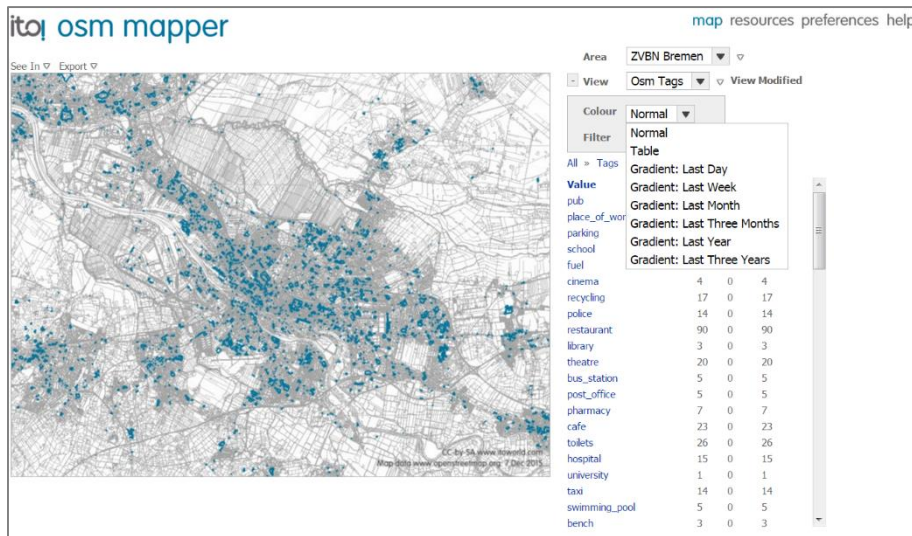 ito! osm mapper
map resources preferences help
See In ▽ Export ▽
Area ZVBN Bremen ▼ ▽
- View Osm Tags ▼ ▽ View Modified
Colour Normal ▼
Filter
Normal
Table
Gradient: Last Day
Gradient: Last Week
Gradient: Last Month
Gradient: Last Three Months
Gradient: Last Year
Gradient: Last Three Years
All » Tags
Value
pub
place_of_wor
parking
school
fuel
cinema 4 0 4
recycling 17 0 17
police 14 0 14
restaurant 90 0 90
library 3 0 3
theatre 20 0 20
bus_station 5 0 5
post_office 5 0 5
pharmacy 7 0 7
cafe 23 0 23
toilets 26 0 26
hospital 15 0 15
university 1 0 1
taxi 14 0 14
swimming_pool 5 0 5
bench 3 0 3
CC-by-SA www.itoworld.com
Map data www.openstreetmap.org 7 Dec 2015